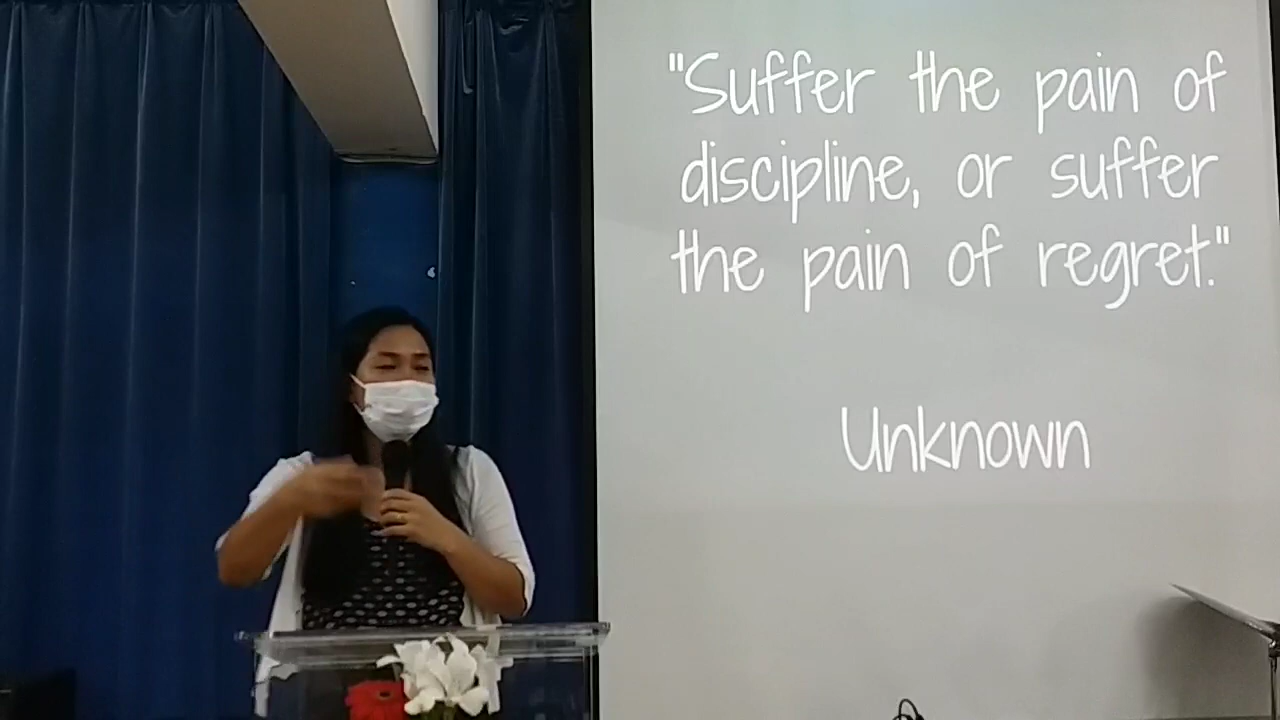 "Suffer the pain of
discipline, or suffer
the pain of regret."
Unknown